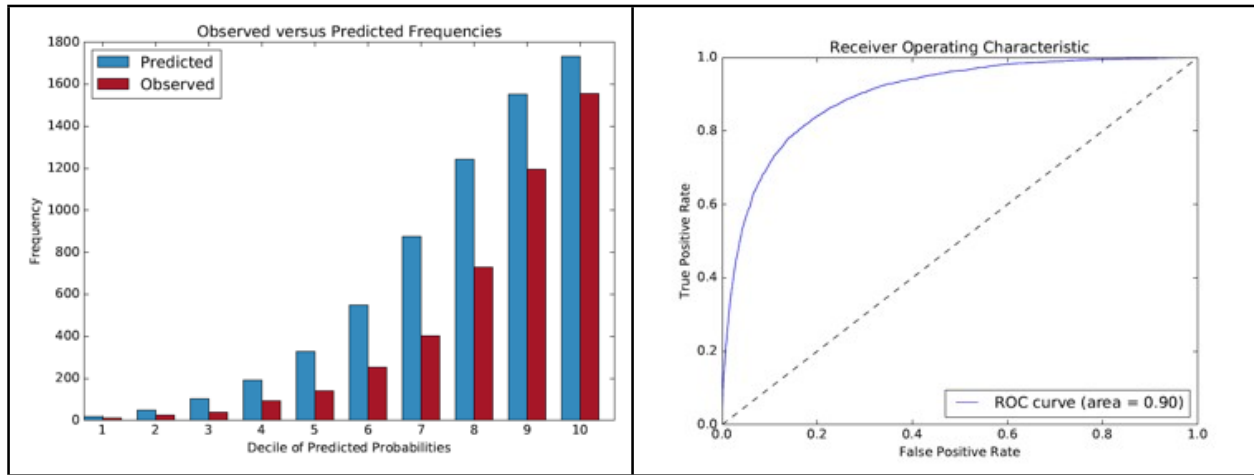 Observed versus Predicted Frequencies
1800
1600
1400
1200
1000
800
600
400
200
0
Frequency
Predicted
Observed
1 2 3 4 5 6 7 8 9 10
Decile of Predicted Probabilities
Receiver Operating Characteristic
1.0
0.8
0.6
0.4
0.2
0.0
True Positive Rate
ROC curve (area = 0.90)
0.0 0.2 0.4 0.6 0.8 1.0
False Positive Rate